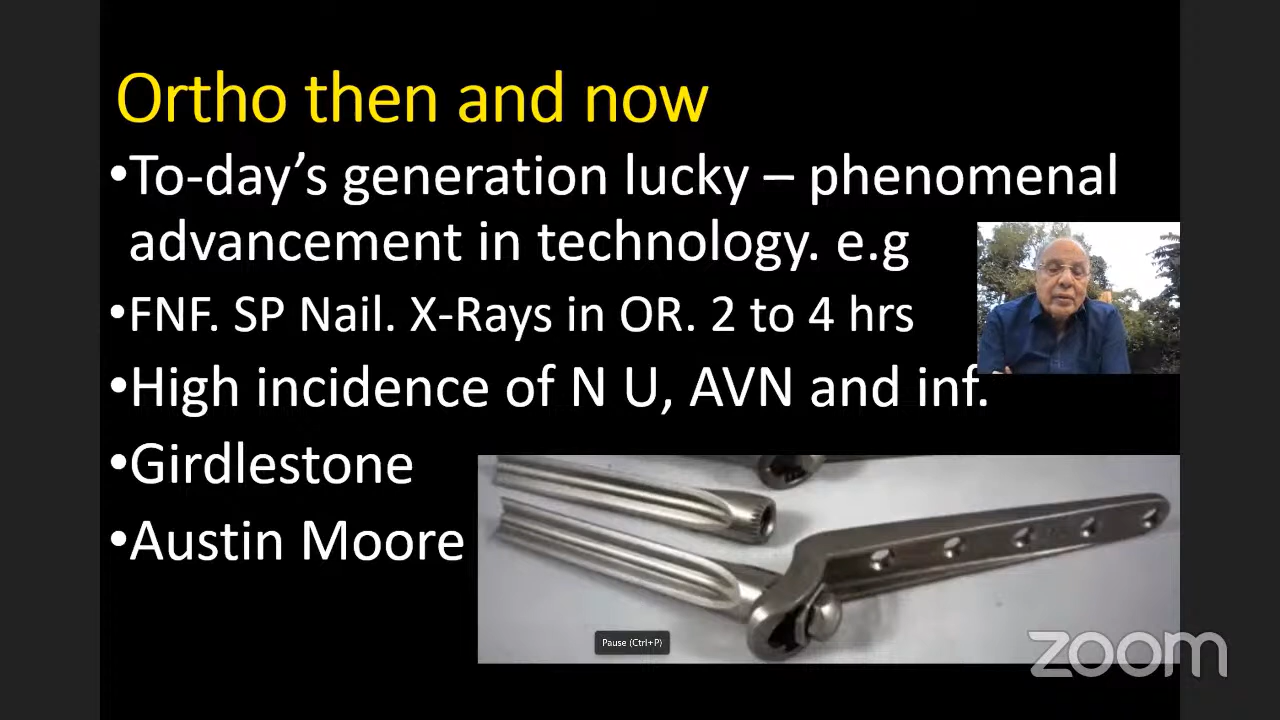 Ortho then and now
•To-day’s generation lucky – phenomenal
advancement in technology. e.g
•FNF. SP Nail. X-Rays in OR. 2 to 4 hrs
•High incidence of N U, AVN and inf.
•Girdlestone
•Austin Moore
Pause (Ctrl+P)
zoom